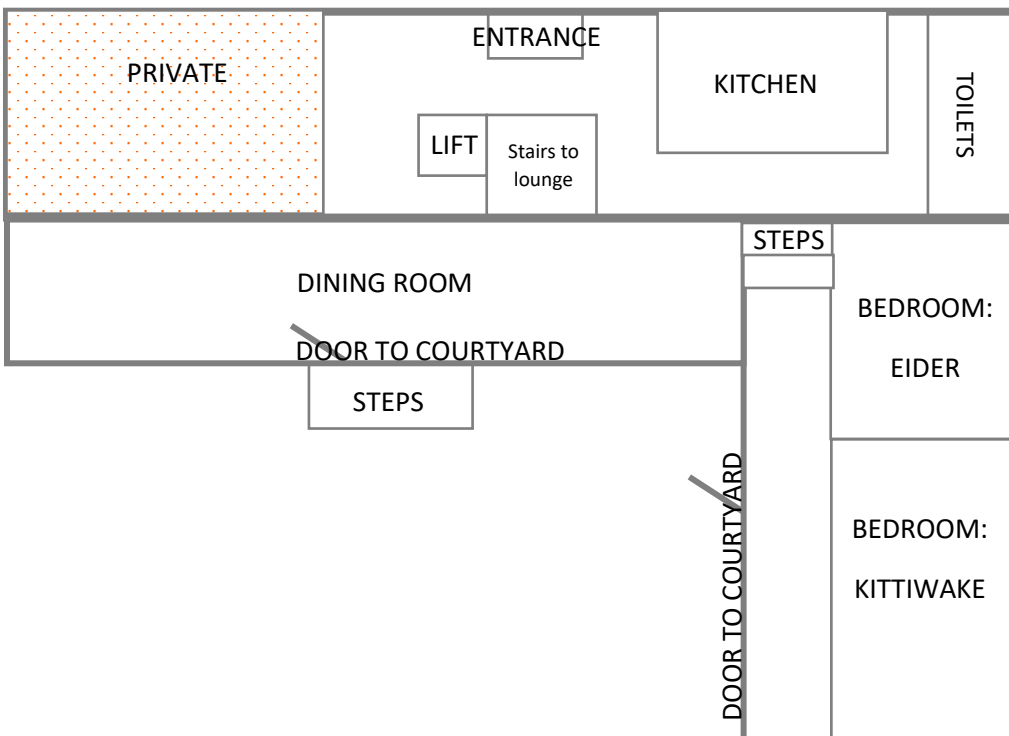 ENTRANCE
PRIVATE
KITCHEN
TOILETS
LIFT
Stairs to
lounge
STEPS
DINING ROOM
BEDROOM:
EIDER
DOOR TO COURTYARD
STEPS
DOOR TO COURTYARD
BEDROOM:
KITTIWAKE